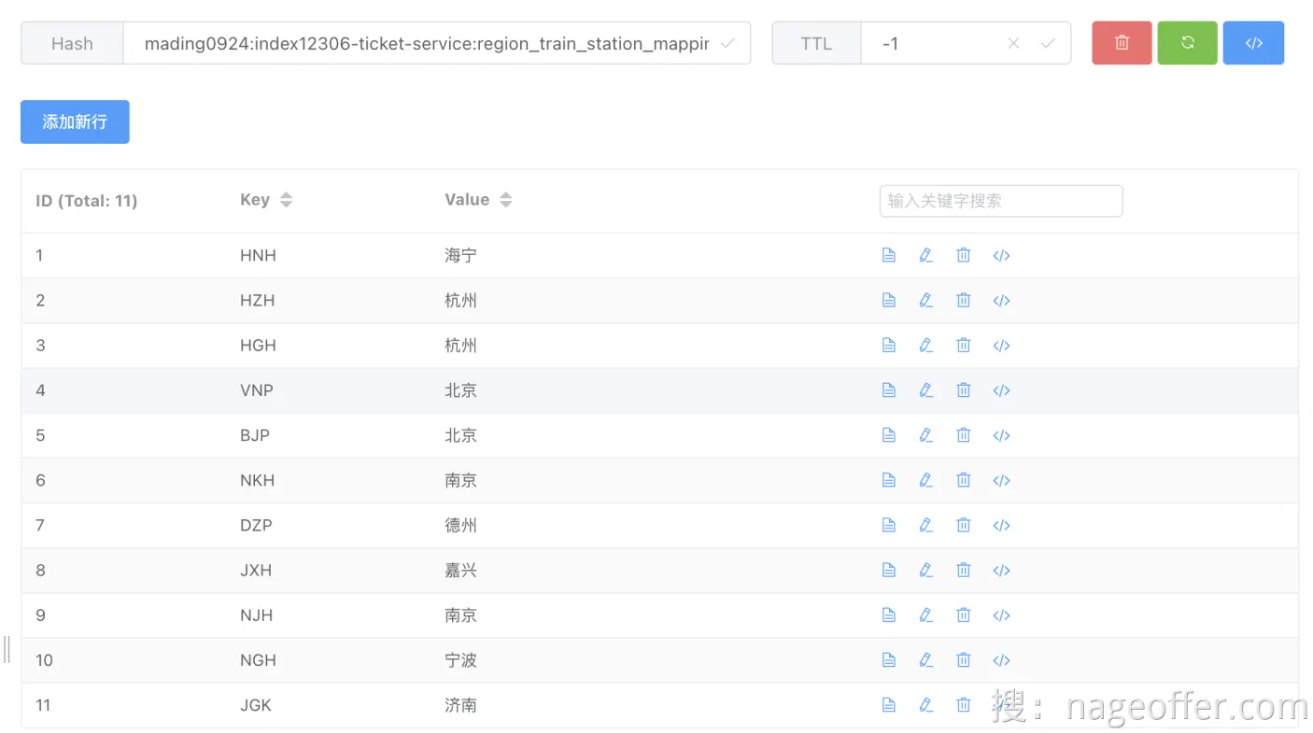 Hash mading0924:index12306-ticket-service:region_train_station_mappin TTL -1
添加新行
ID (Total: 11) Key Value 输入关键字搜索
1 HNH 海宁
2 HZH 杭州
3 HGH 杭州
4 VNP 北京
5 BJP 北京
6 NKH 南京
7 DZP 德州
8 JXH 嘉兴
9 NJH 南京
10 NGH 宁波
11 JGK 济南
搜：nageoffer.com